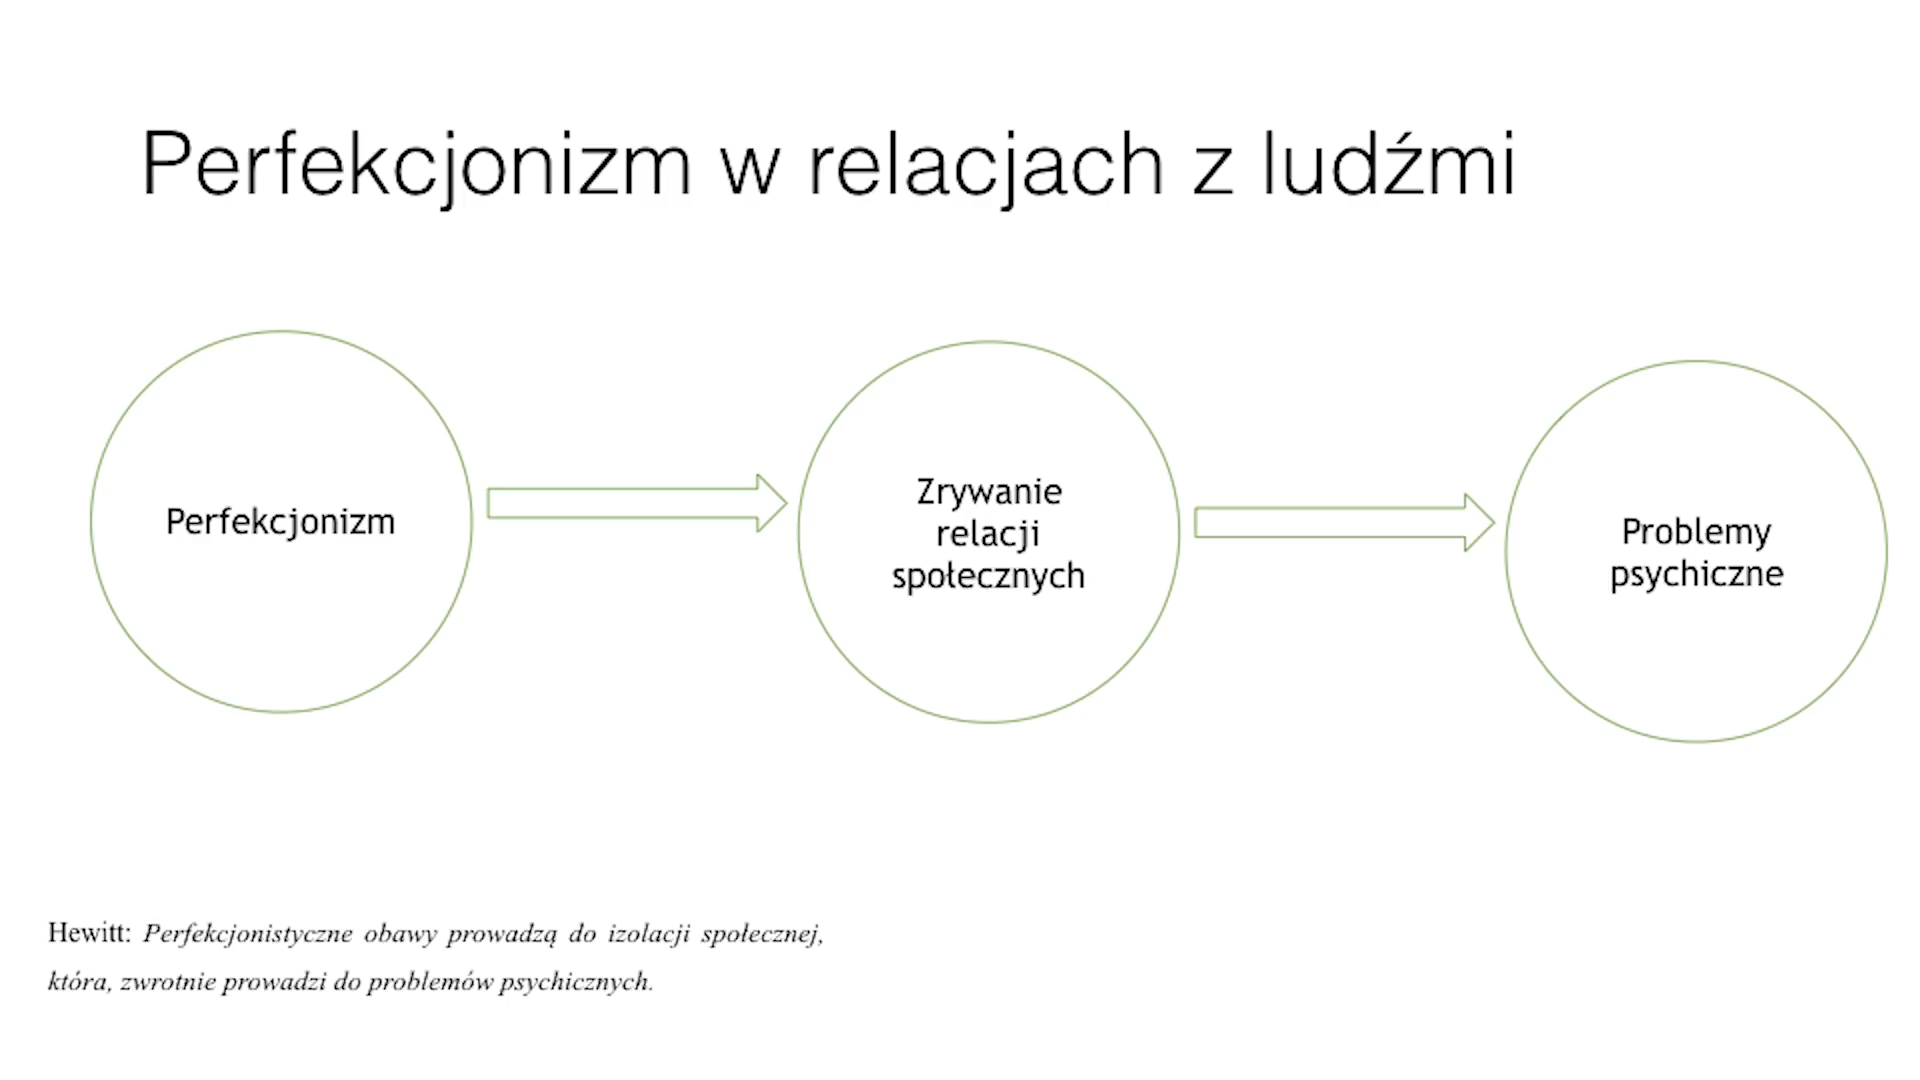 Perfekcjonizm w relacjach z ludźmi
Perfekcjonizm
Zrywanie
relacji
społecznych
Problemy
psychiczne
Hewitt: Perfekcjonistyczne obawy prowadzą do izolacji społecznej,
która, zwrotnie prowadzi do problemów psychicznych.